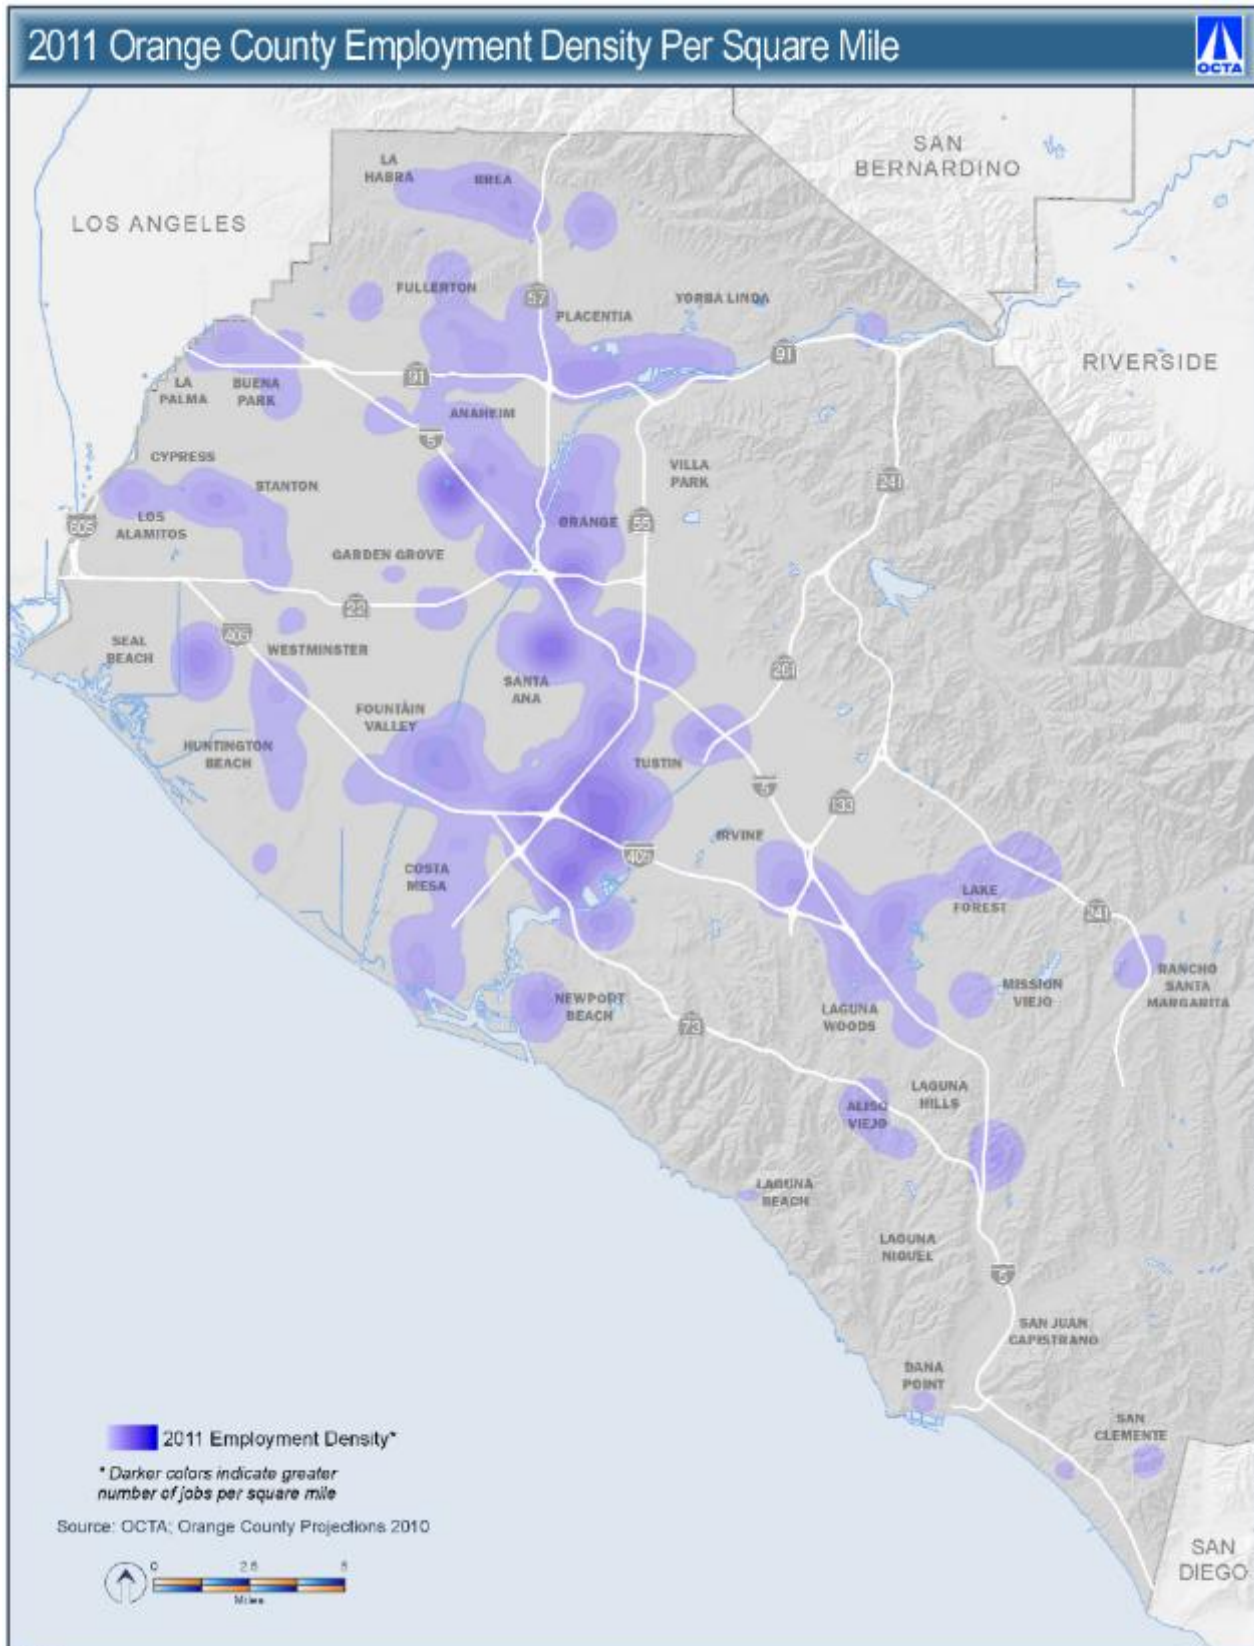 2011 Orange County Employment Density Per Square Mile
OCTA
SAN
BERNARDINO
LOS ANGELES
RIVERSIDE
LA
HABRA
BREA
FULLERTON
57
PLACENTIA
YORBA LINDA
91
91
LA
PALMA
BUENA
PARK
ANAHEIM
5
CYPRESS
STANTON
VILLA
PARK
241
LOS
ALAMITOS
605
ORANGE
55
GARDEN GROVE
22
405
SEAL
BEACH
WESTMINSTER
SANTA
ANA
261
FOUNTAIN
VALLEY
HUNTINGTON
BEACH
TUSTIN
5
133
IRVINE
405
COSTA
MESA
LAKE
FOREST
241
RANCHO
SANTA
MARGARITA
MISSION
VIEJO
NEWPORT
BEACH
LAGUNA
WOODS
73
ALISO
VIEJO
LAGUNA
HILLS
LAGUNA
BEACH
LAGUNA
NIGUEL
5
SAN JUAN
CAPISTRANO
DANA
POINT
SAN
CLEMENTE
SAN
DIEGO
2011 Employment Density*
* Darker colors indicate greater
number of jobs per square mile
Source: OCTA; Orange County Projections 2010
0 2.5 5
Miles